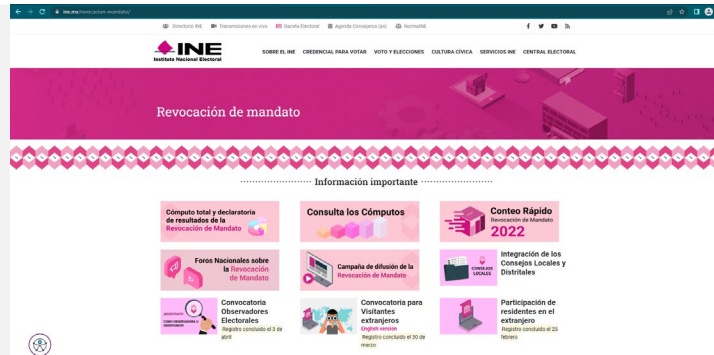 ine.mx/revocacion-mandato/
Directorio INE Transmisiones en vivo Gaceta Electoral Agenda Consejeros (as) NormaINE
INE
Instituto Nacional Electoral
SOBRE EL INE CREDENCIAL PARA VOTAR VOTO Y ELECCIONES CULTURA CÍVICA SERVICIOS INE CENTRAL ELECTORAL
Revocación de mandato
Información importante
Cómputo total y declaratoria
de resultados de la
Revocación de Mandato
Consulta los Cómputos
Conteo Rápido
Revocación de Mandato
2022
Foros Nacionales sobre
la Revocación
de Mandato
Campaña de difusión de la
Revocación de Mandato
CONSEJOS
LOCALES
Integración de los
Consejos Locales y
Distritales
Convocatoria
Observadores
Electorales
Registro concluido el 3 de
abril
Convocatoria para
Visitantes
extranjeros
English version
Registro concluido el 30 de
marzo
Participación de
residentes en el
extranjero
Registro concluido el 25
febrero